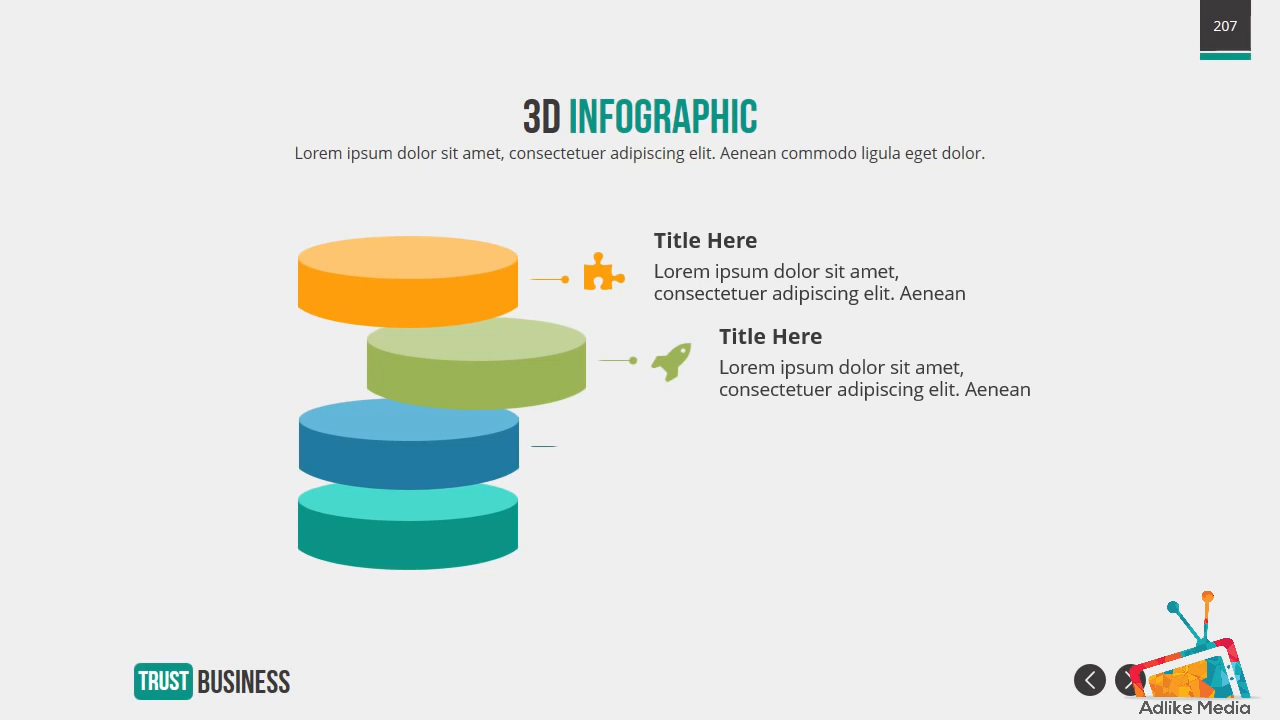 207
3D INFOGRAPHIC
Lorem ipsum dolor sit amet, consectetuer adipiscing elit. Aenean commodo ligula eget dolor.
Title Here
Lorem ipsum dolor sit amet,
consectetuer adipiscing elit. Aenean
Title Here
Lorem ipsum dolor sit amet,
consectetuer adipiscing elit. Aenean
TRUST BUSINESS
Adlike Media